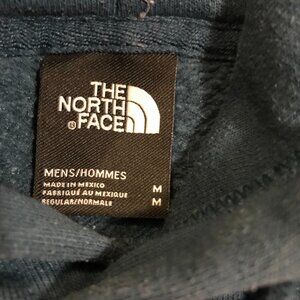 THE
NORTH
® FACE
MENS/HOMMES
MADE IN MEXICO M
FABRIQUÉ AU MEXIQUE
REGULAR/NORMALE M